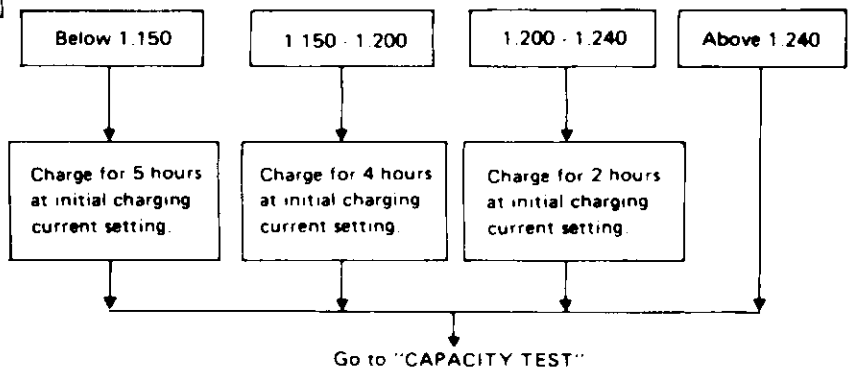 Below 1.150
1 150 - 1.200
1.200 - 1.240
Above 1.240
Charge for 5 hours
at initial charging
current setting.
Charge for 4 hours
at initial charging
current setting.
Charge for 2 hours
at initial charging
current setting.
Go to "CAPACITY TEST"